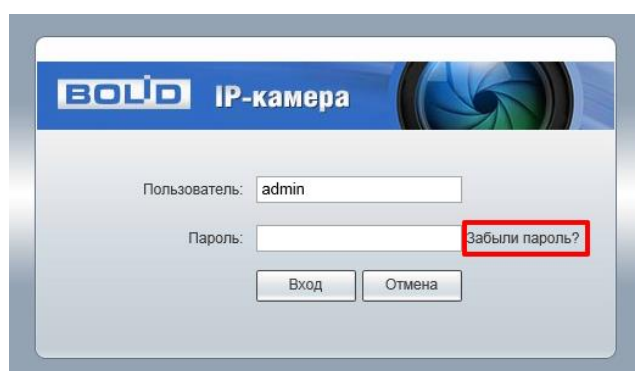 BOLID IP-камера
Пользователь: admin
Пароль: Забыли пароль?
Вход Отмена